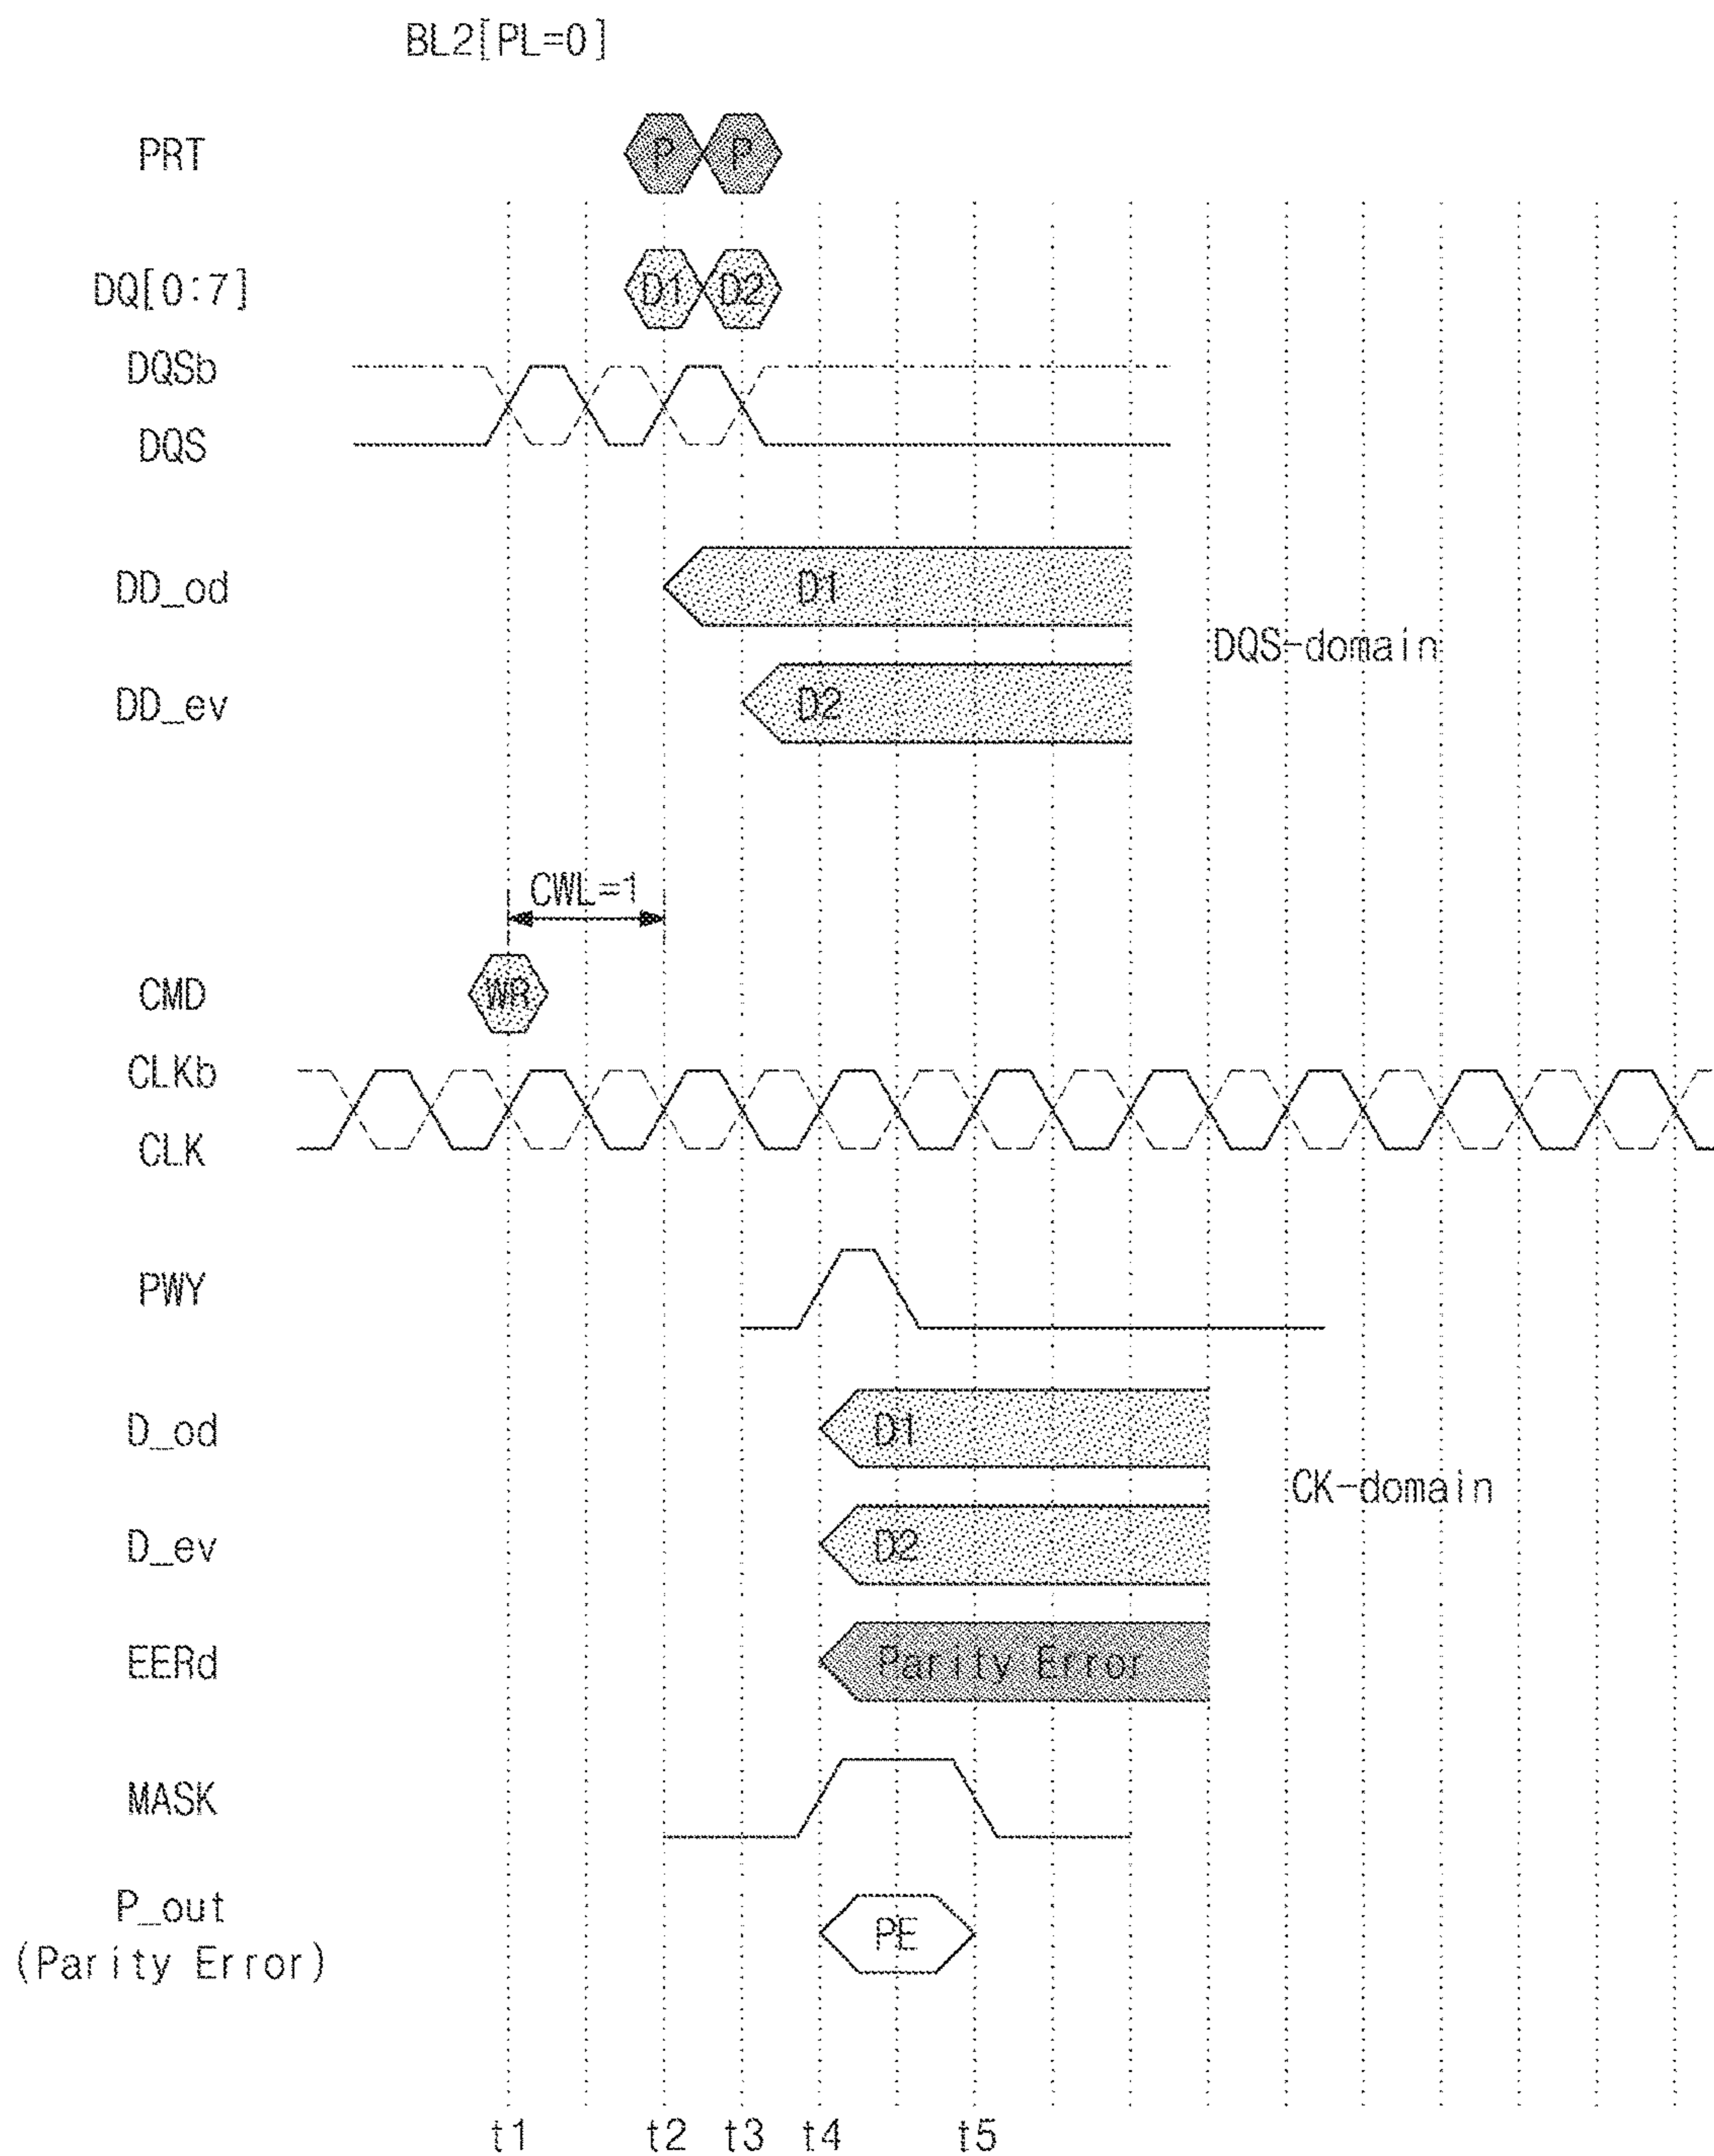 BL2[PL=0]
PRT
P P
DQ[0:7]
D1 D2
DQSb
DQS
DD_od
D1
DQS-domain
DD_ev
D2
CWL=1
CMD
WR
CLKb
CLK
PWY
D_od
D1
CK-domain
D_ev
D2
EERd
Parity Error
MASK
P_out
(Parity Error)
PE
t1 t2 t3 t4 t5